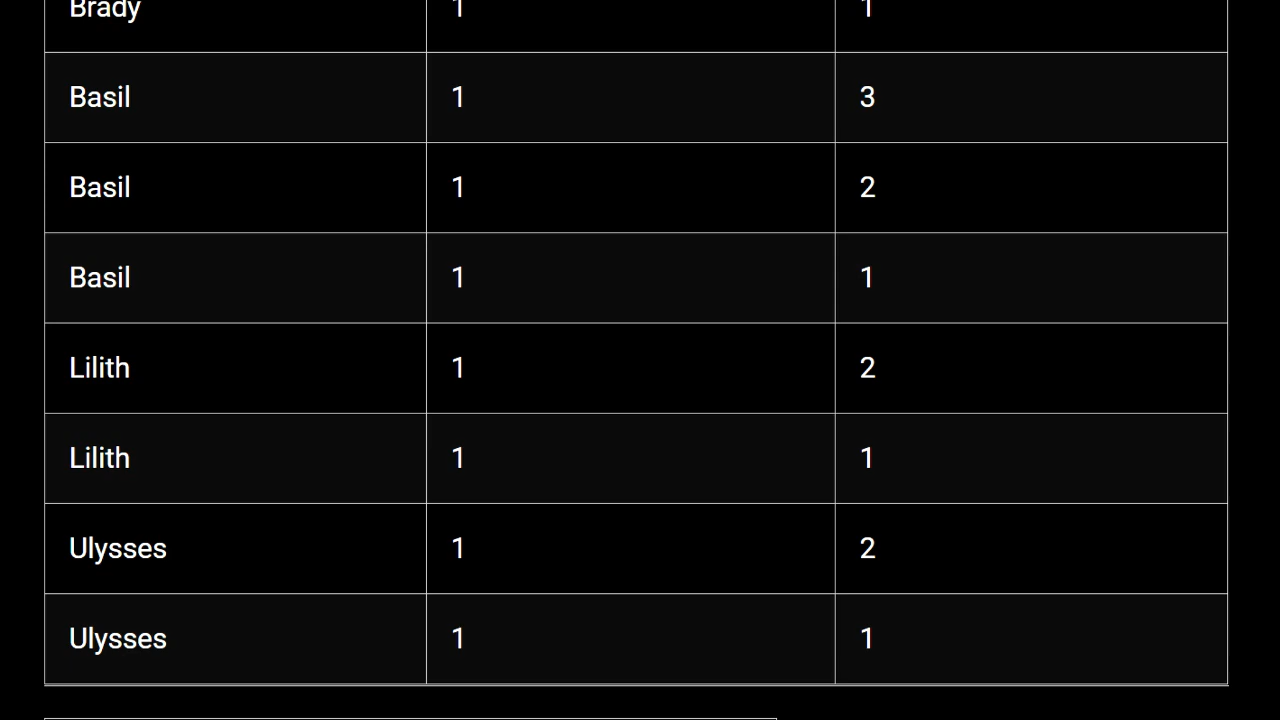 Brady 1 1
Basil 1 3
Basil 1 2
Basil 1 1
Lilith 1 2
Lilith 1 1
Ulysses 1 2
Ulysses 1 1